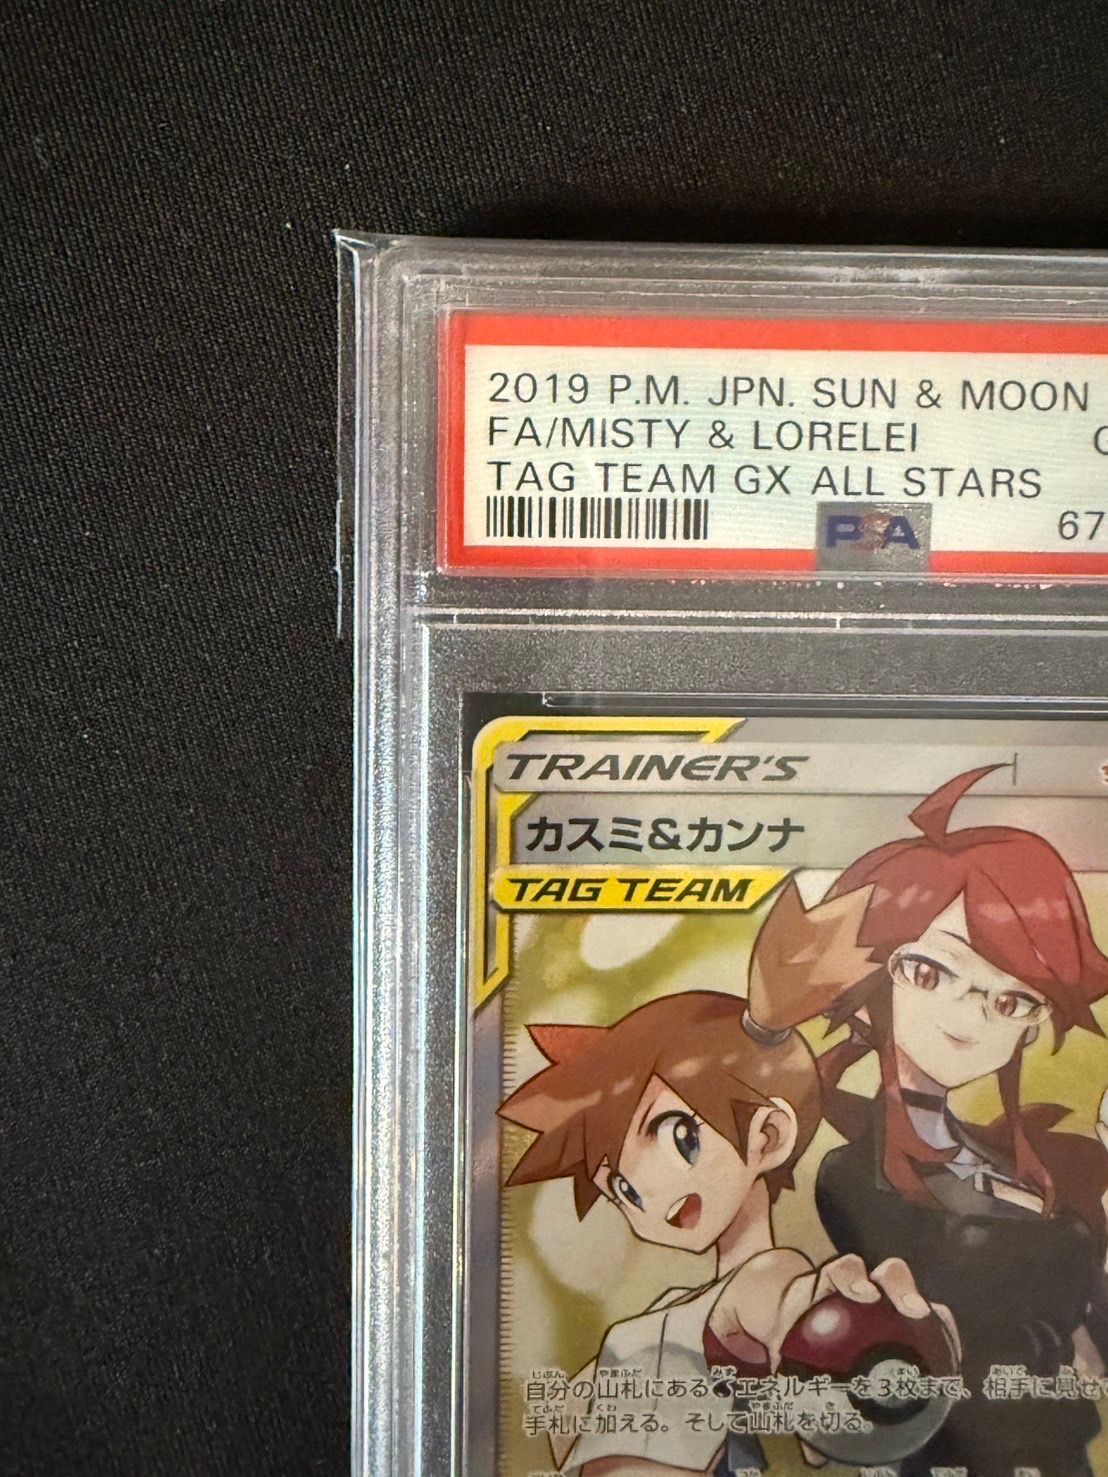 2019 P.M. JPN. SUN & MOON
FA/MISTY & LORELEI
TAG TEAM GX ALL STARS
PSA
67
TRAINER'S
カスミ&カンナ
TAG TEAM
自分の山札にあるエネルギーを3枚まで、相手に見せ
手札に加える。そして山札を切る。